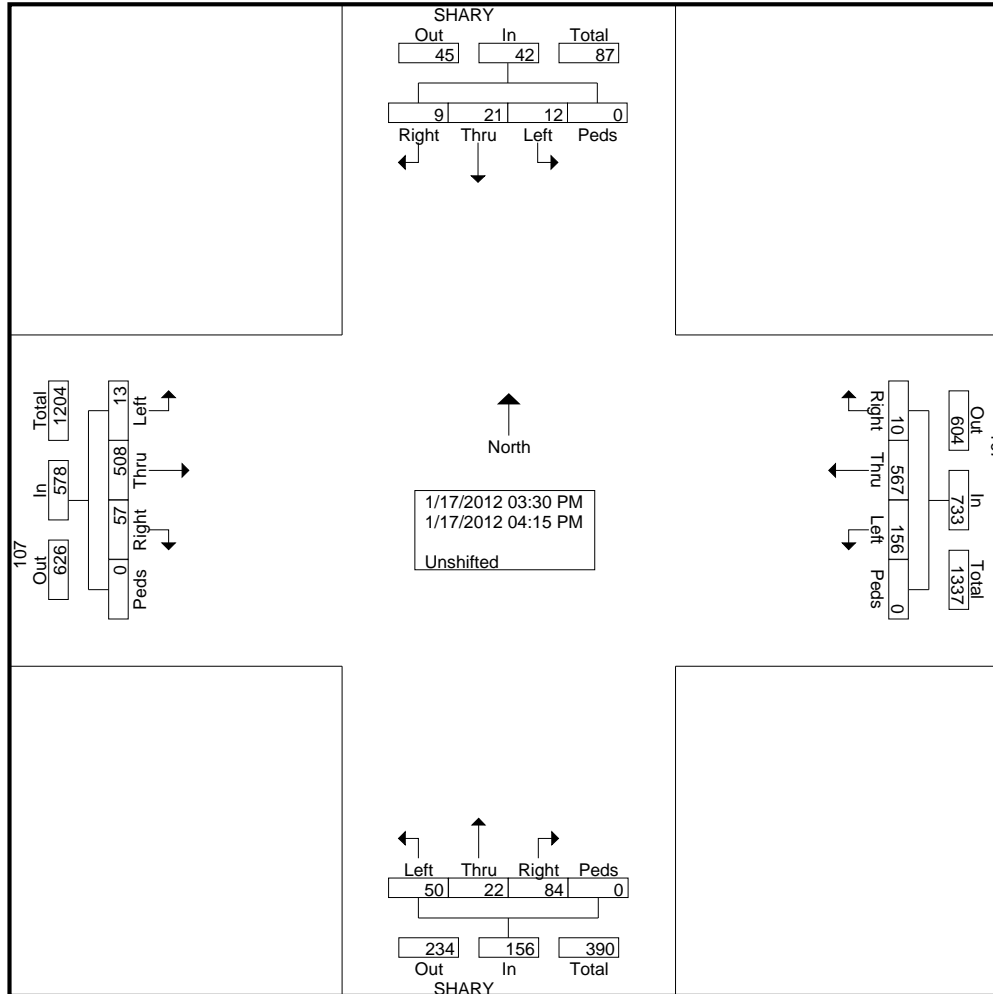 SHARY
Out In Total
45 42 87
9 21 12 0
Right Thru Left Peds
Total 1204
In 578
Out 626
107
Left 13
Thru 508
Right 57
Peds 0
North
1/17/2012 03:30 PM
1/17/2012 04:15 PM
Unshifted
Right 10
Thru 567
Left 156
Peds 0
Out 604
In 733
Total 1337
Left Thru Right Peds
50 22 84 0
234 156 390
Out In Total
SHARY